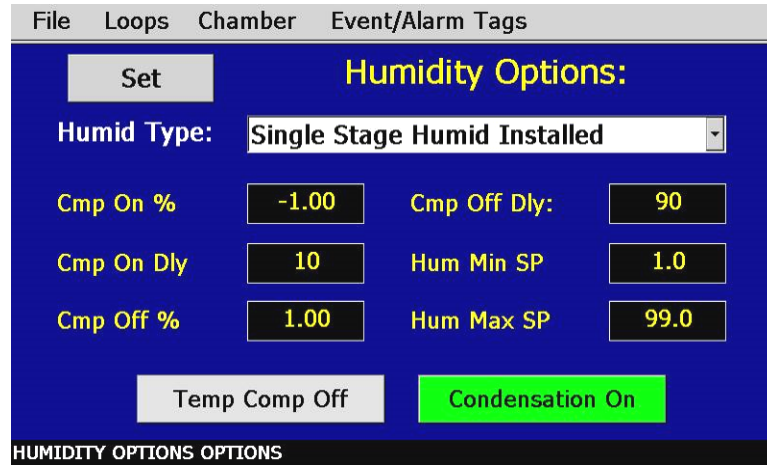 File Loops Chamber Event/Alarm Tags
Set Humidity Options:
Humid Type: Single Stage Humid Installed
Cmp On % -1.00 Cmp Off Dly: 90
Cmp On Dly 10 Hum Min SP 1.0
Cmp Off % 1.00 Hum Max SP 99.0
Temp Comp Off Condensation On
HUMIDITY OPTIONS OPTIONS